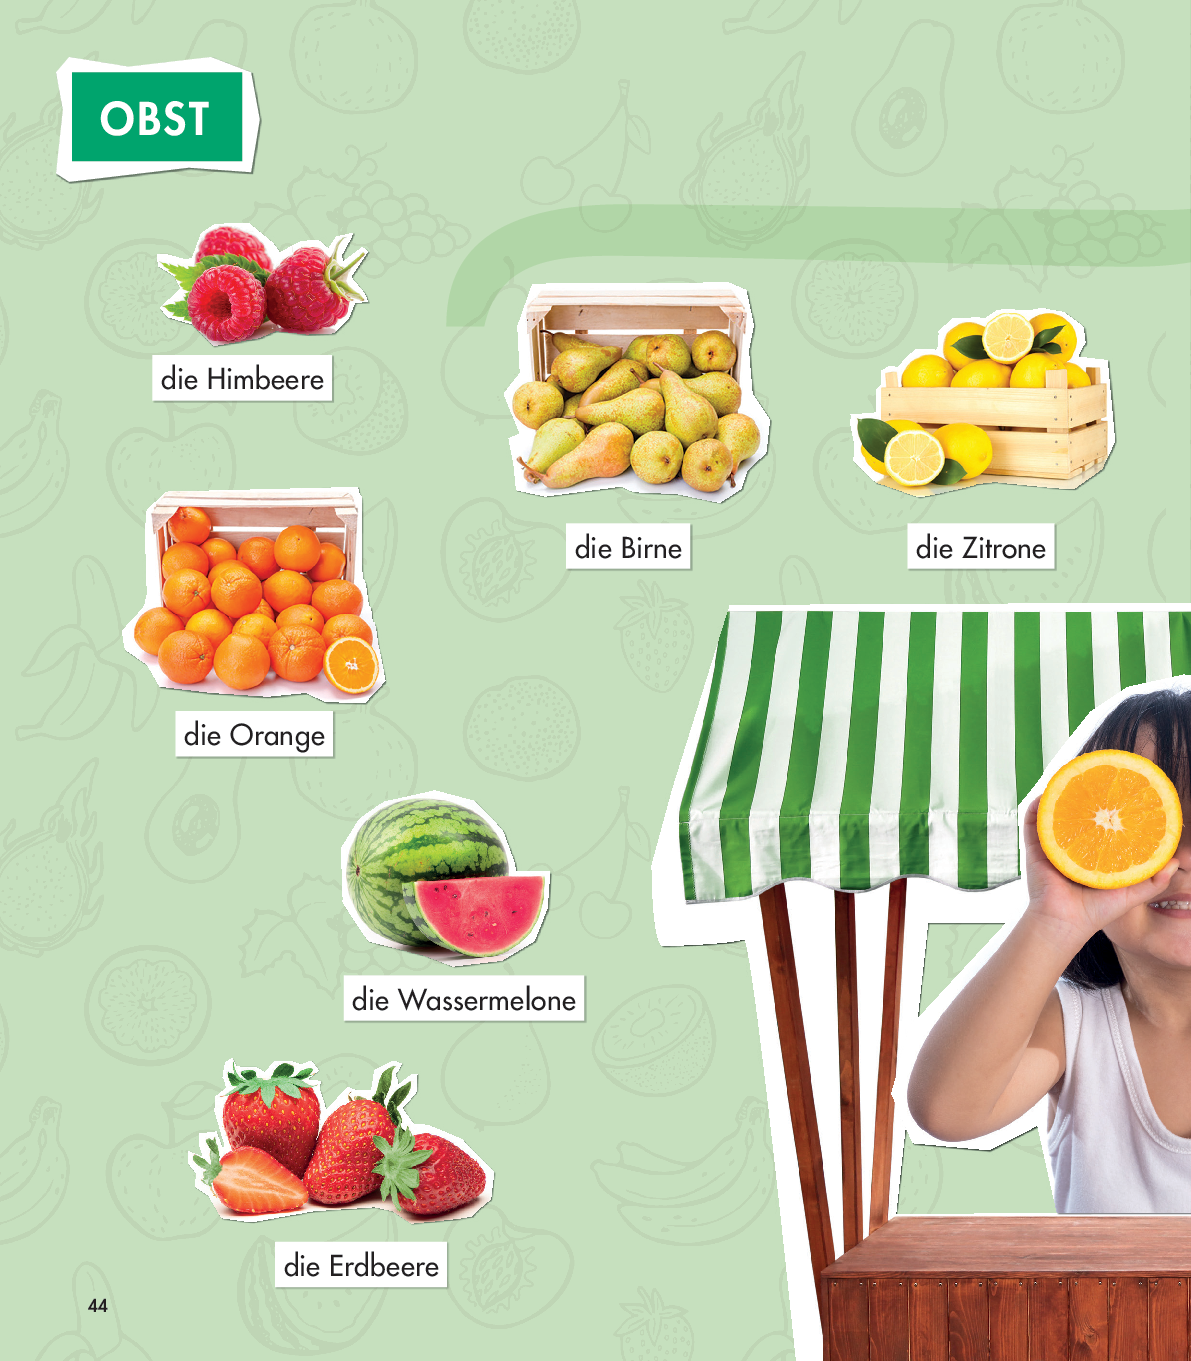 OBST
die Himbeere
die Birne
die Zitrone
die Orange
die Wassermelone
die Erdbeere
44